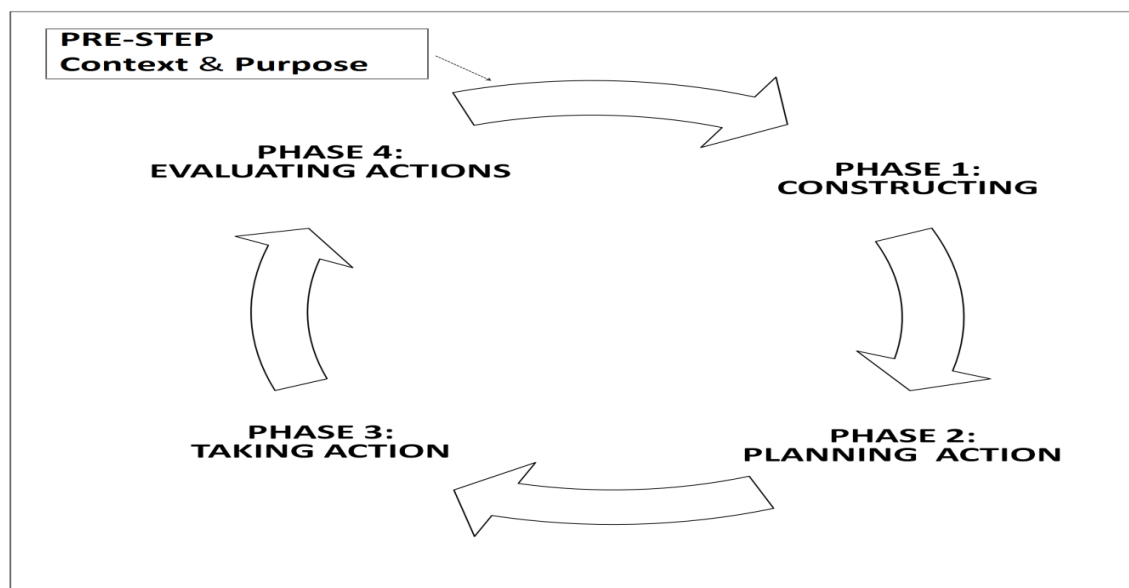 PRE-STEP
Context & Purpose
PHASE 4:
EVALUATING ACTIONS
PHASE 1:
CONSTRUCTING
PHASE 3:
TAKING ACTION
PHASE 2:
PLANNING ACTION